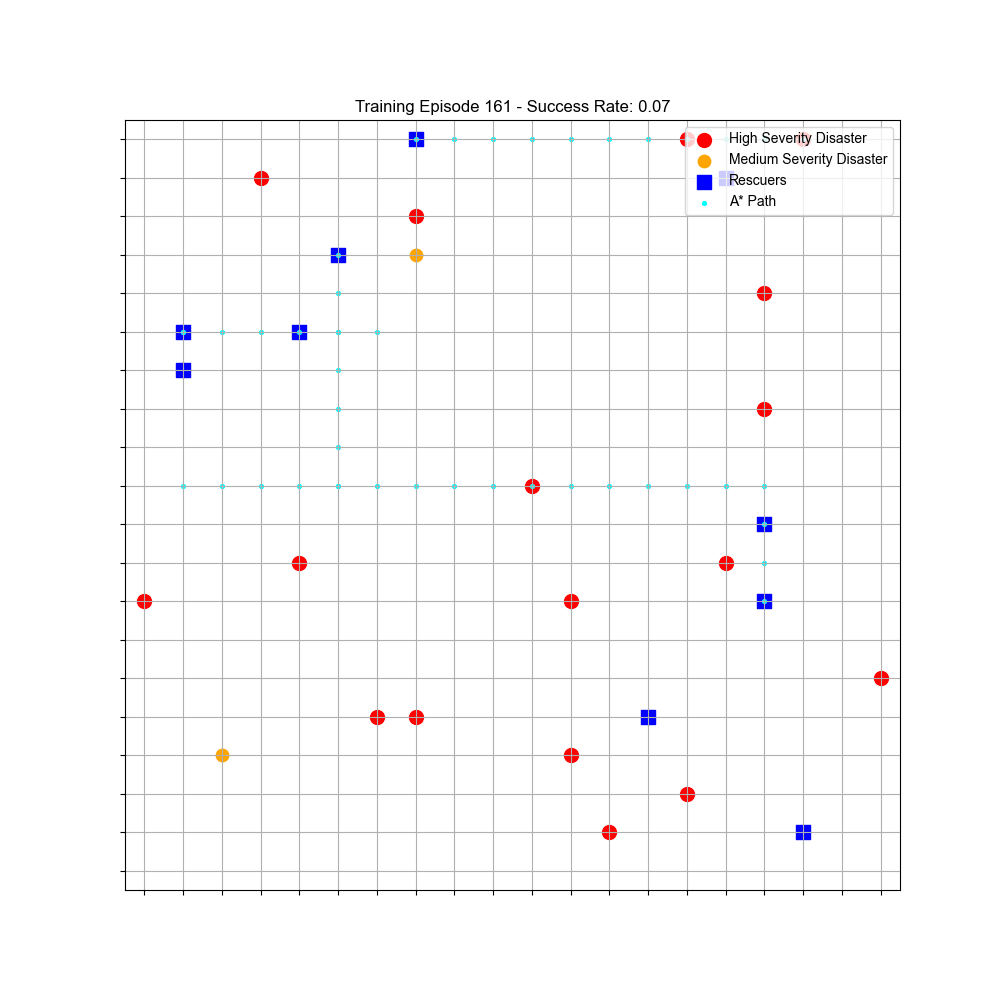 Training Episode 161 - Success Rate: 0.07
High Severity Disaster
Medium Severity Disaster
Rescuers
A* Path